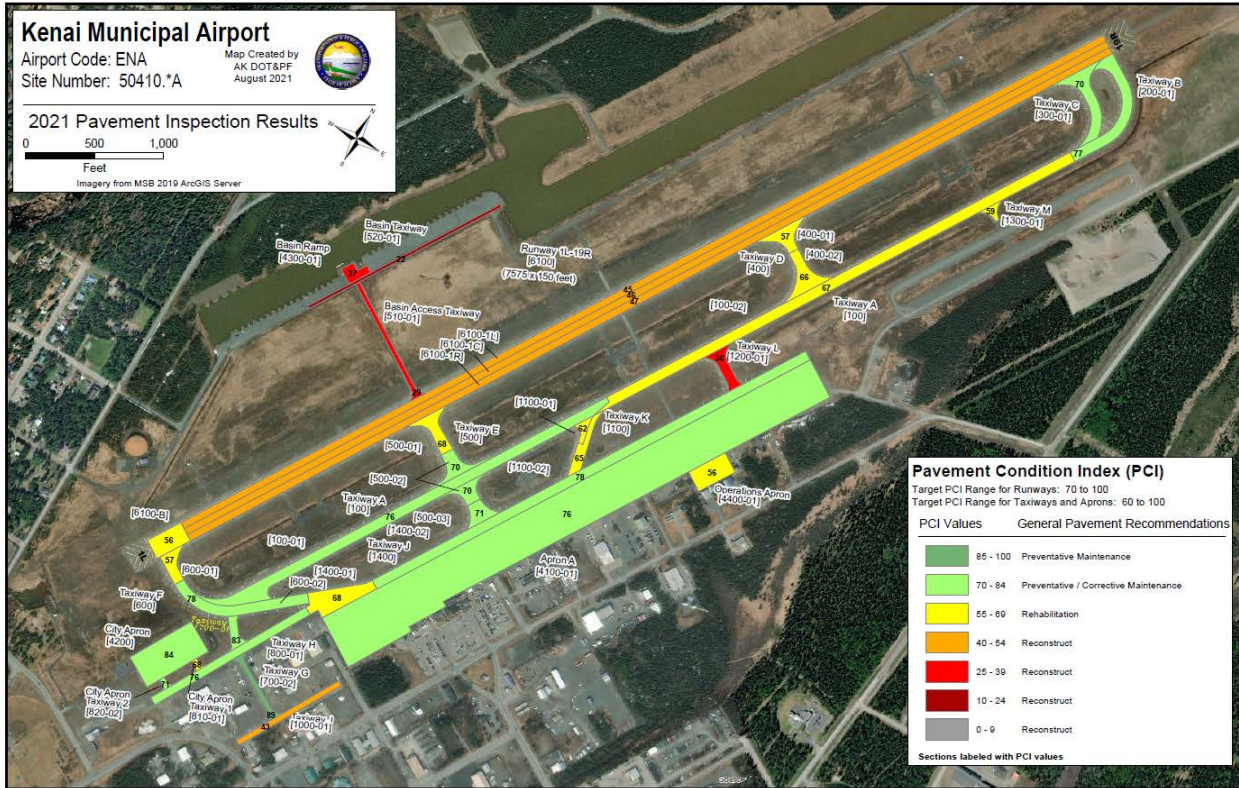 Kenai Municipal Airport
Airport Code: ENA
Site Number: 50410.*A
Map Created by
AK DOT&PF
August 2021
2021 Pavement Inspection Results
0 500 1,000
Feet
Imagery from MSB 2019 ArcGIS Server
N
W
E
S
19R
70
Taxiway B
[200-01]
Taxiway C
[300-01]
77
Taxiway M
[1300-01]
59
Basin Taxiway
[520-01]
Basin Ramp
[4300-01]
37
22
Runway 1L-19R
[6100]
(7575 x 150 feet)
45
46
47
57
[400-01]
[400-02]
Taxiway D
[400]
66
67
Taxiway A
[100]
[100-02]
Basin Access Taxiway
[510-01]
29
[6100-1L]
[6100-1C]
[6100-1R]
Taxiway L
[1200-01]
36
[1100-01]
62
Taxiway K
[1100]
65
78
[1100-02]
Taxiway E
[500]
68
[500-01]
70
[500-02]
70
71
[500-03]
Taxiway A
[100]
76
[1400-02]
Taxiway J
[1400]
[1400-01]
[600-02]
68
76
Apron A
[4100-01]
56
Operations Apron
[4400-01]
[6100-B]
56
1L
57
[600-01]
[100-01]
78
Taxiway F
[600]
City Apron
[4200]
84
Taxiway
83
Taxiway H
[800-01]
Taxiway G
[700-02]
68
76
71
City Apron
Taxiway 2
[820-02]
City Apron
Taxiway 1
[810-01]
89
43
[1000-01]
Pavement Condition Index (PCI)
Target PCI Range for Runways: 70 to 100
Target PCI Range for Taxiways and Aprons: 60 to 100
PCI Values General Pavement Recommendations
85 - 100 Preventative Maintenance
70 - 84 Preventative / Corrective Maintenance
55 - 69 Rehabilitation
40 - 54 Reconstruct
25 - 39 Reconstruct
10 - 24 Reconstruct
0 - 9 Reconstruct
Sections labeled with PCI values